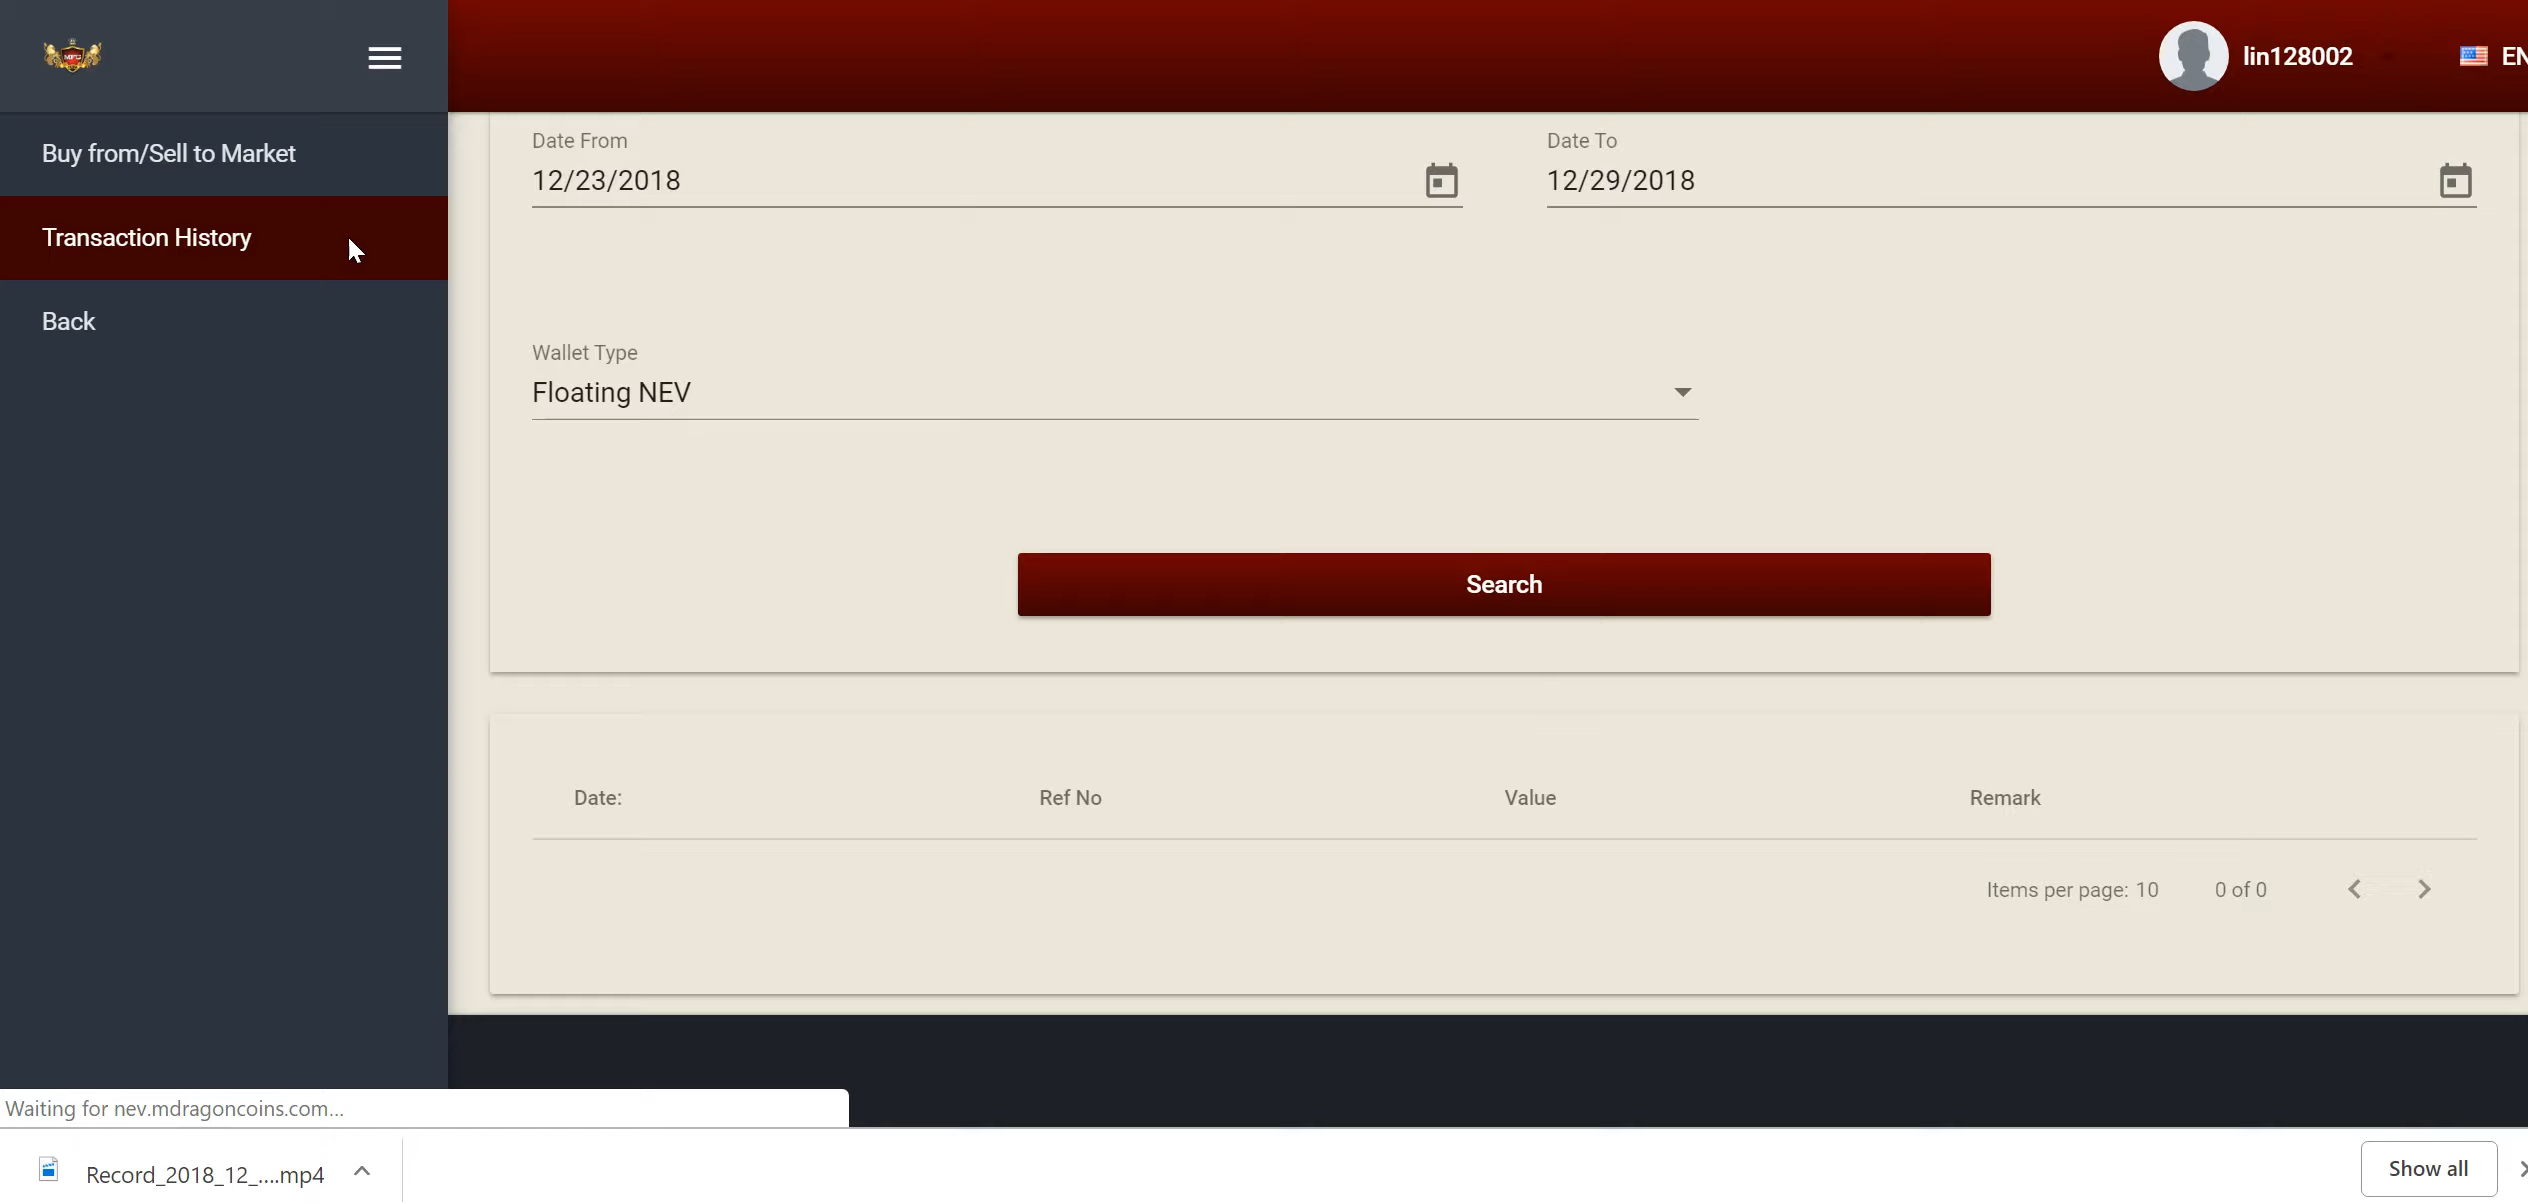 lin128002
EN
Buy from/Sell to Market
Transaction History
Back
Date From
12/23/2018
Date To
12/29/2018
Wallet Type
Floating NEV
Search
Date:
Ref No
Value
Remark
Items per page: 10
0 of 0
Waiting for nev.mdragoncoins.com...
Record_2018_12_....mp4
Show all